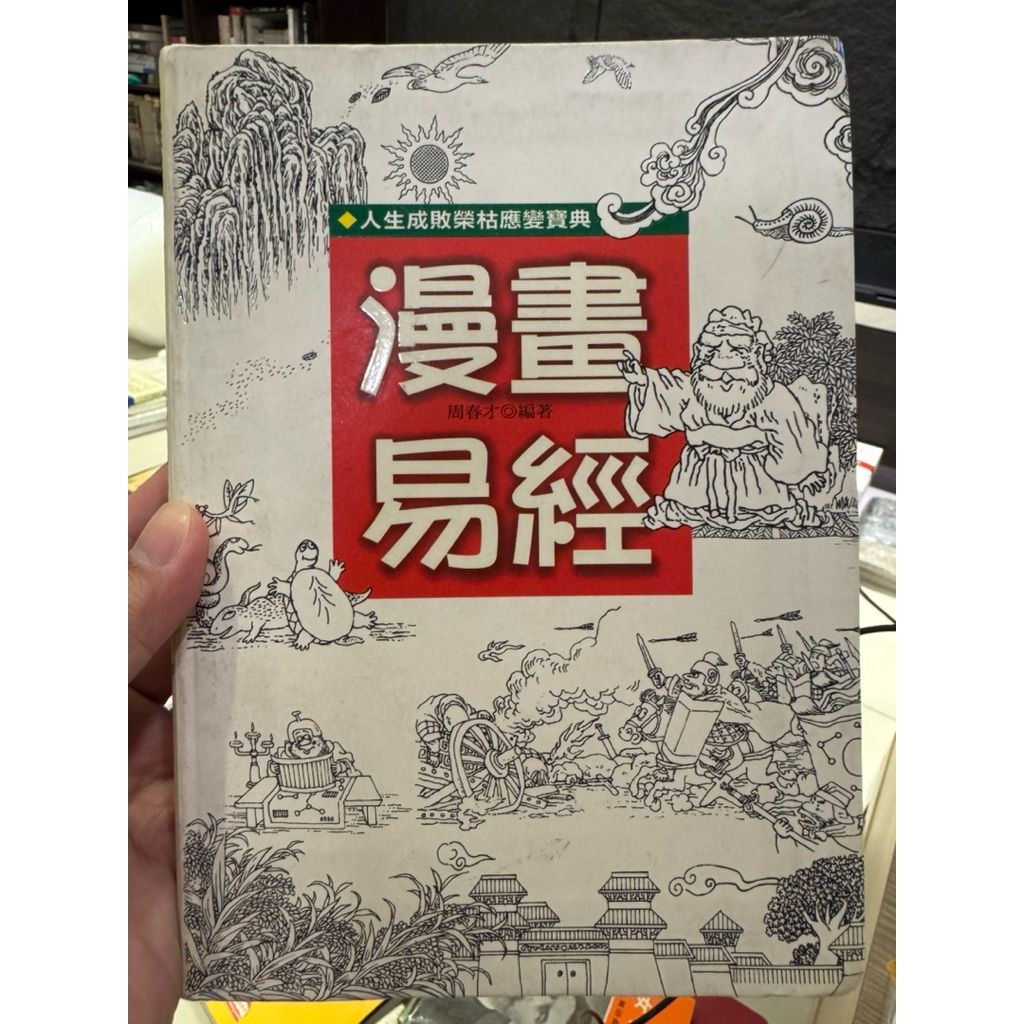 ◆人生成敗榮枯應變寶典
漫畫
周春才◎編著
易經